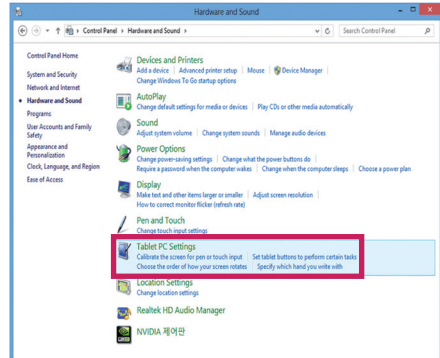 Hardware and Sound
Control Panel › Hardware and Sound ›
Search Control Panel
Control Panel Home
System and Security
Network and Internet
Hardware and Sound
Programs
User Accounts and Family
Safety
Appearance and
Personalization
Clock, Language, and Region
Ease of Access
Devices and Printers
Add a device | Advanced printer setup | Mouse | Device Manager |
Change Windows To Go startup options
AutoPlay
Change default settings for media or devices | Play CDs or other media automatically
Sound
Adjust system volume | Change system sounds | Manage audio devices
Power Options
Change power-saving settings | Change what the power buttons do |
Require a password when the computer wakes | Change when the computer sleeps | Choose a power plan
Display
Make text and other items larger or smaller | Adjust screen resolution |
How to correct monitor flicker (refresh rate)
Pen and Touch
Change touch input settings
Tablet PC Settings
Calibrate the screen for pen or touch input | Set tablet buttons to perform certain tasks
Choose the order of how your screen rotates | Specify which hand you write with
Location Settings
Change location settings
Realtek HD Audio Manager
NVIDIA 제어판